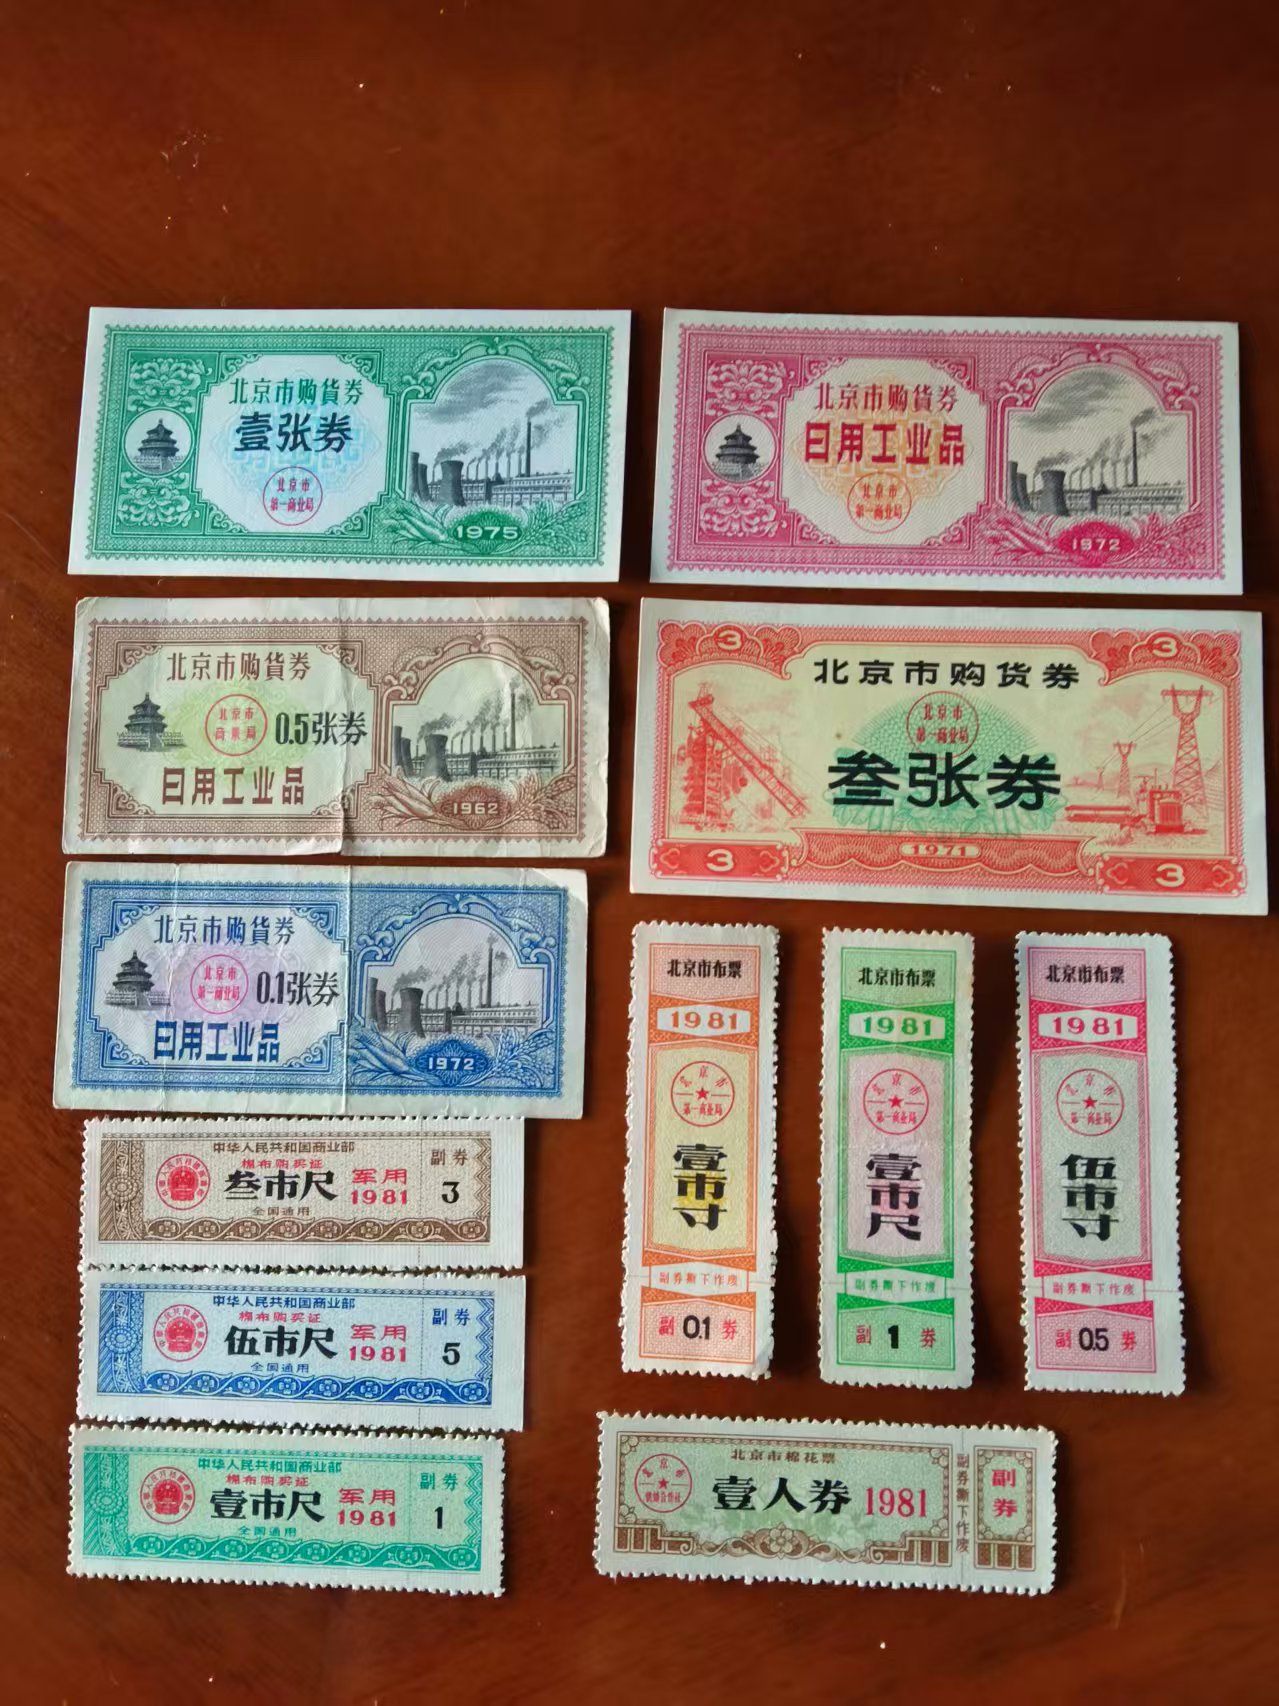 北京市购貨券
壹张券
北京市
第一商业局
1975
北京市购貨券
日用工业品
北京市
第一商业局
1972
北京市购貨券
北京市
商業局
0.5张券
日用工业品
1962
3
3
北京市购货券
北京市
第一商业局
叁张券
1971
3
3
北京市购貨券
北京市
第一商业局
0.1张券
日用工业品
1972
中华人民共和国商业部
棉布购买证
叁市尺
军用
1981
全国通用
副券
3
中华人民共和国商业部
棉布购买证
伍市尺
军用
1981
全国通用
副券
5
中华人民共和国商业部
棉布购买证
壹市尺
军用
1981
全国通用
副券
1
北京市布票
1981
北京市
第一商业局
壹市寸
副券撕下作废
副 0.1 券
北京市布票
1981
北京市
第一商业局
壹市尺
副券撕下作废
副 1 券
北京市布票
1981
北京市
第一商业局
伍市寸
副券撕下作废
副 0.5 券
北京市棉花票
北京市
壹人券 1981
副券撕下作废
副券